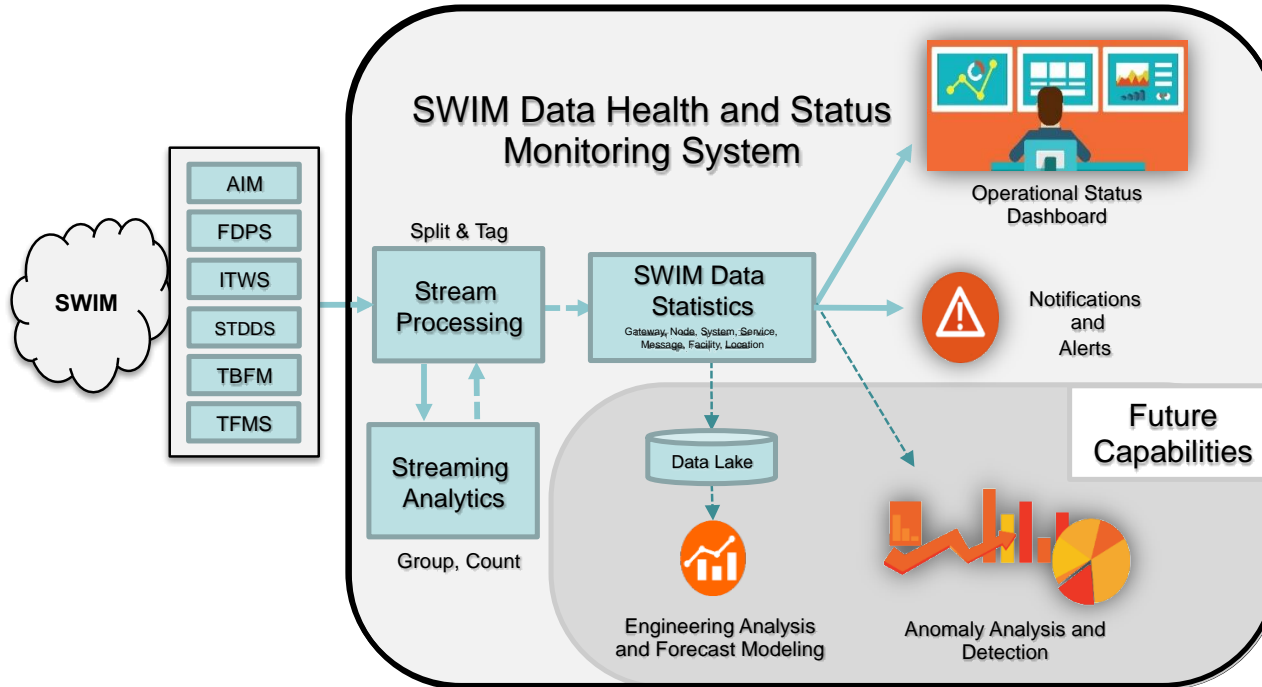 SWIM Data Health and Status
Monitoring System
SWIM
AIM
FDPS
ITWS
STDDS
TBFM
TFMS
Split & Tag
Stream
Processing
Streaming
Analytics
Group, Count
SWIM Data
Statistics
Gateway, Node, System, Service,
Message, Facility, Location
Operational Status
Dashboard
Notifications
and
Alerts
Future
Capabilities
Data Lake
Engineering Analysis
and Forecast Modeling
Anomaly Analysis and
Detection